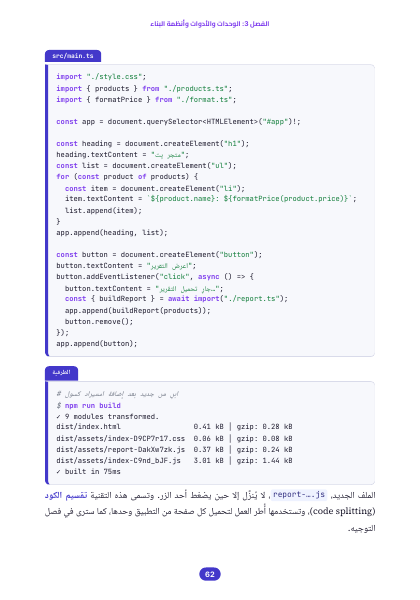 الفصل 3: الوحدات والأدوات وأنظمة البناء
src/main.ts
import "./style.css";
import { products } from "./products.ts";
import { formatPrice } from "./format.ts";
const app = document.querySelector<HTMLElement>("#app")!;
const heading = document.createElement("h1");
heading.textContent = "متجر بت";
const list = document.createElement("ul");
for (const product of products) {
const item = document.createElement("li");
item.textContent = `${product.name}: ${formatPrice(product.price)}`;
list.append(item);
}
app.append(heading, list);
const button = document.createElement("button");
button.textContent = "اعرض التقرير";
button.addEventListener("click", async () => {
button.textContent = "جارٍ تحميل التقرير…";
const { buildReport } = await import("./report.ts");
app.append(buildReport(products));
button.remove();
});
app.append(button);
الطرفية
# ابنِ من جديد بعد إضافة استيراد كسول
$ npm run build
✓ 9 modules transformed.
dist/index.html 0.41 kB | gzip: 0.28 kB
dist/assets/index-D9CP7r17.css 0.06 kB | gzip: 0.08 kB
dist/assets/report-DakXw7zk.js 0.37 kB | gzip: 0.24 kB
dist/assets/index-C9nd_bJF.js 3.01 kB | gzip: 1.44 kB
✓ built in 75ms
الملف الجديد، report-….js، لا يُنزَّل إلا حين يضغط أحد الزر. وتسمى هذه التقنية تقسيم الكود
(code splitting)، وتستخدمها أُطر العمل لتحميل كل صفحة من التطبيق وحدها، كما سترى في فصل
التوجيه.
62